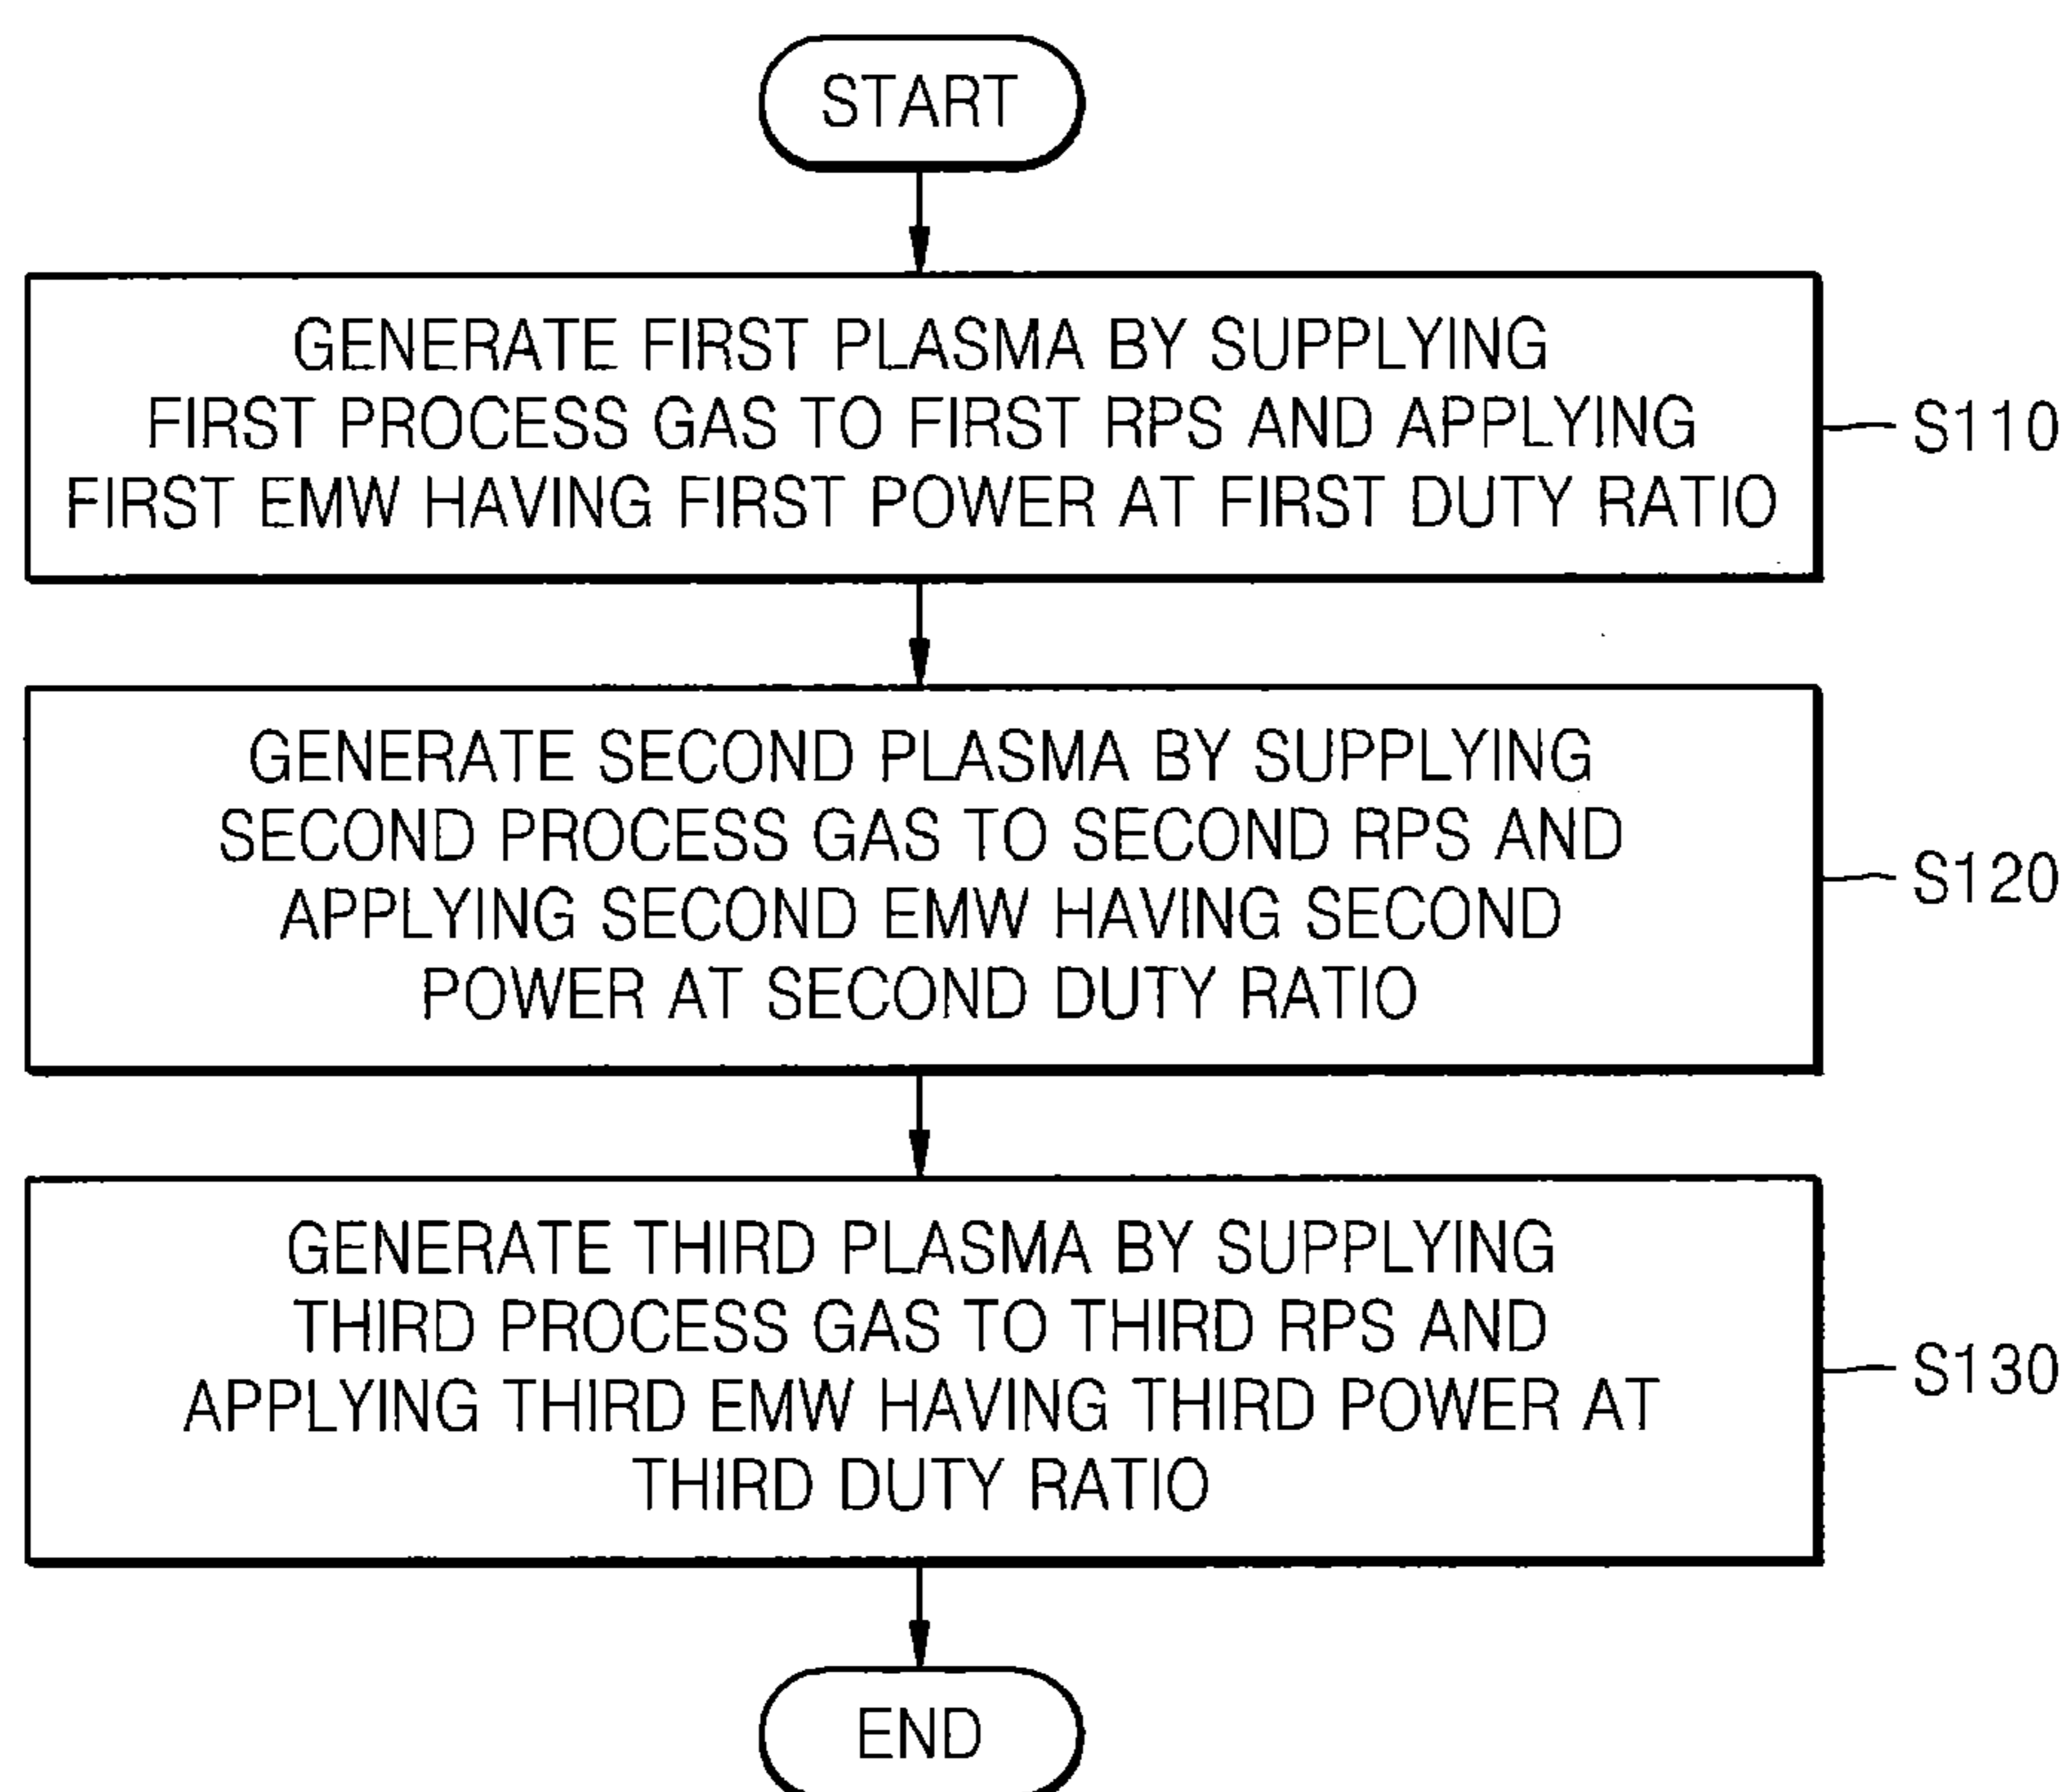 START
GENERATE FIRST PLASMA BY SUPPLYING
FIRST PROCESS GAS TO FIRST RPS AND APPLYING
FIRST EMW HAVING FIRST POWER AT FIRST DUTY RATIO
S110
GENERATE SECOND PLASMA BY SUPPLYING
SECOND PROCESS GAS TO SECOND RPS AND
APPLYING SECOND EMW HAVING SECOND
POWER AT SECOND DUTY RATIO
S120
GENERATE THIRD PLASMA BY SUPPLYING
THIRD PROCESS GAS TO THIRD RPS AND
APPLYING THIRD EMW HAVING THIRD POWER AT
THIRD DUTY RATIO
S130
END